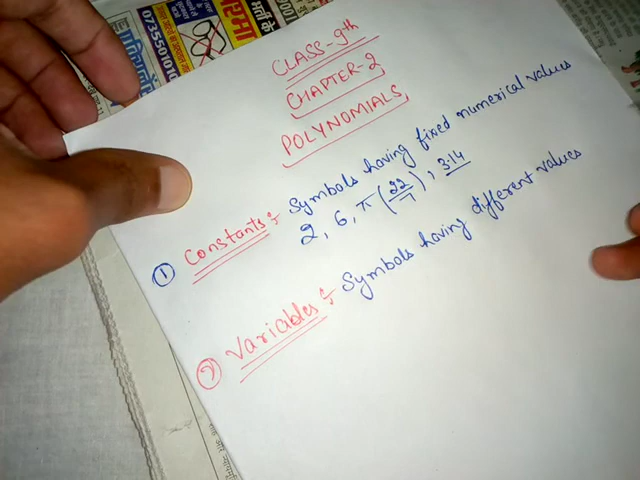 CLASS-9th
CHAPTER-2
POLYNOMIALS
① Constants :- Symbols having fixed numerical values
2, 6, π (22/7), 3.14
② Variables :- Symbols having different values
0735501010